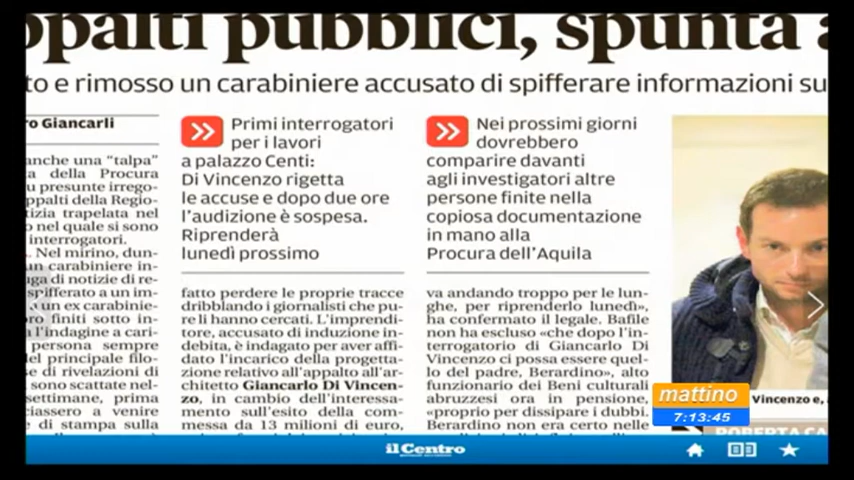 opalti pubblici, spunta a
to e rimosso un carabiniere accusato di spifferare informazioni su
ro Giancarli
anche una "talpa"
ta della Procura
u presunte irrego-
appalti della Regio-
tizia trapelata nel
o nel quale si sono
interrogatori.
. Nel mirino, dun-
un carabiniere in-
uga di notizie di re-
spifferato a un im-
a un ex carabinie-
oro finiti sotto in-
l'indagine a cari-
persona sempre
del principale filo-
se di rivelazioni di
sono scattate nel-
settimane, prima
ciassero a venire
e di stampa sulla
Primi interrogatori
per i lavori
a palazzo Centi:
Di Vincenzo rigetta
le accuse e dopo due ore
l'audizione è sospesa.
Riprenderà
lunedì prossimo
fatto perdere le proprie tracce
dribblando i giornalisti che pu-
re li hanno cercati. L'imprendi-
tore, accusato di induzione in-
debita, è indagato per aver affi-
dato l'incarico della progetta-
zione relativo all'appalto all'ar-
chitetto Giancarlo Di Vincen-
zo, in cambio dell'interessa-
mento sull'esito della com-
messa da 13 milioni di euro,
Nei prossimi giorni
dovrebbero
comparire davanti
agli investigatori altre
persone finite nella
copiosa documentazione
in mano alla
Procura dell'Aquila
va andando troppo per le lun-
ghe, per riprenderlo lunedì»,
ha confermato il legale. Bafile
non ha escluso «che dopo l'in-
terrogatorio di Giancarlo Di
Vincenzo ci possa essere quel-
lo del padre, Berardino», alto
funzionario dei Beni culturali
abruzzesi ora in pensione,
«proprio per dissipare i dubbi.
Berardino non era certo nelle
Vincenzo e,
mattino
7:13:45
ROBERTA CA
il Centro